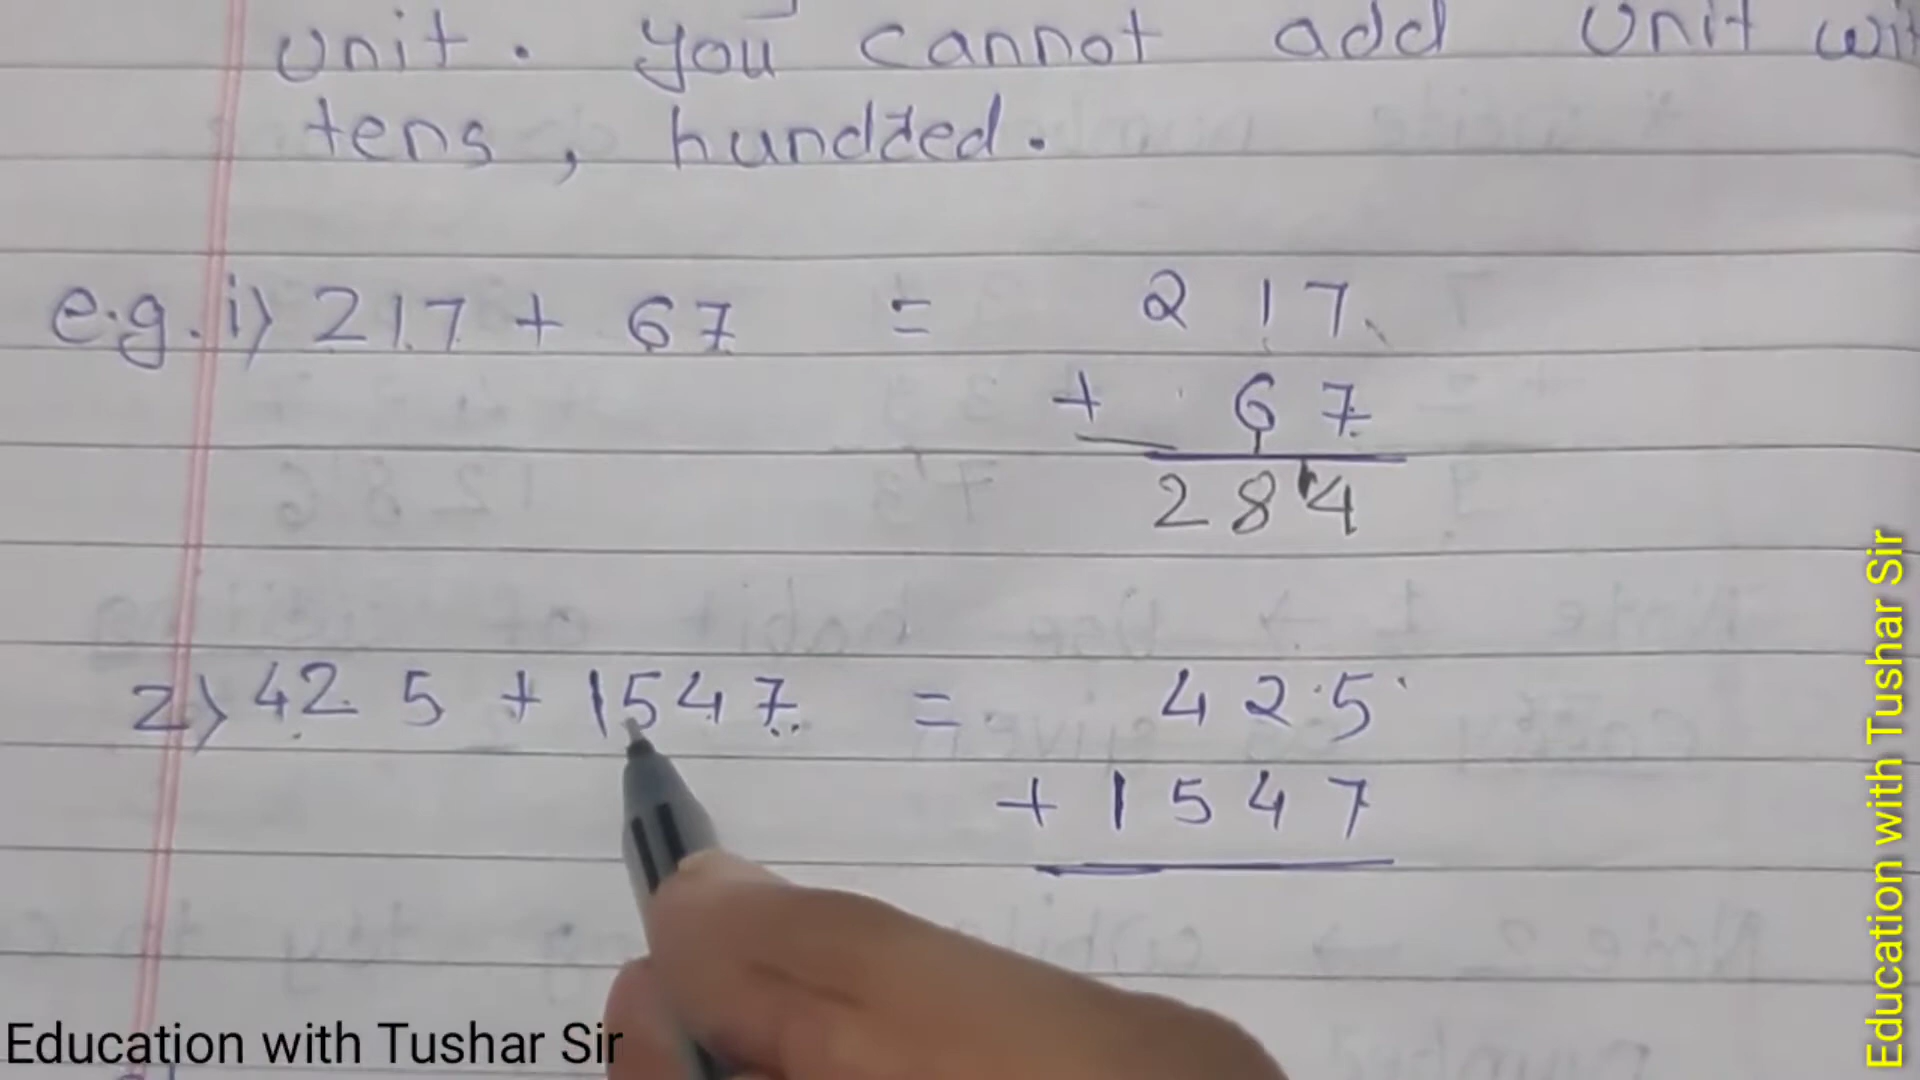 unit. you cannot add unit
tens, hundred.
e.g. i) 217 + 67 = 217
+ 67
284
2) 425 + 1547 = 425
+ 1547
Education with Tushar Sir
Education with Tushar Sir